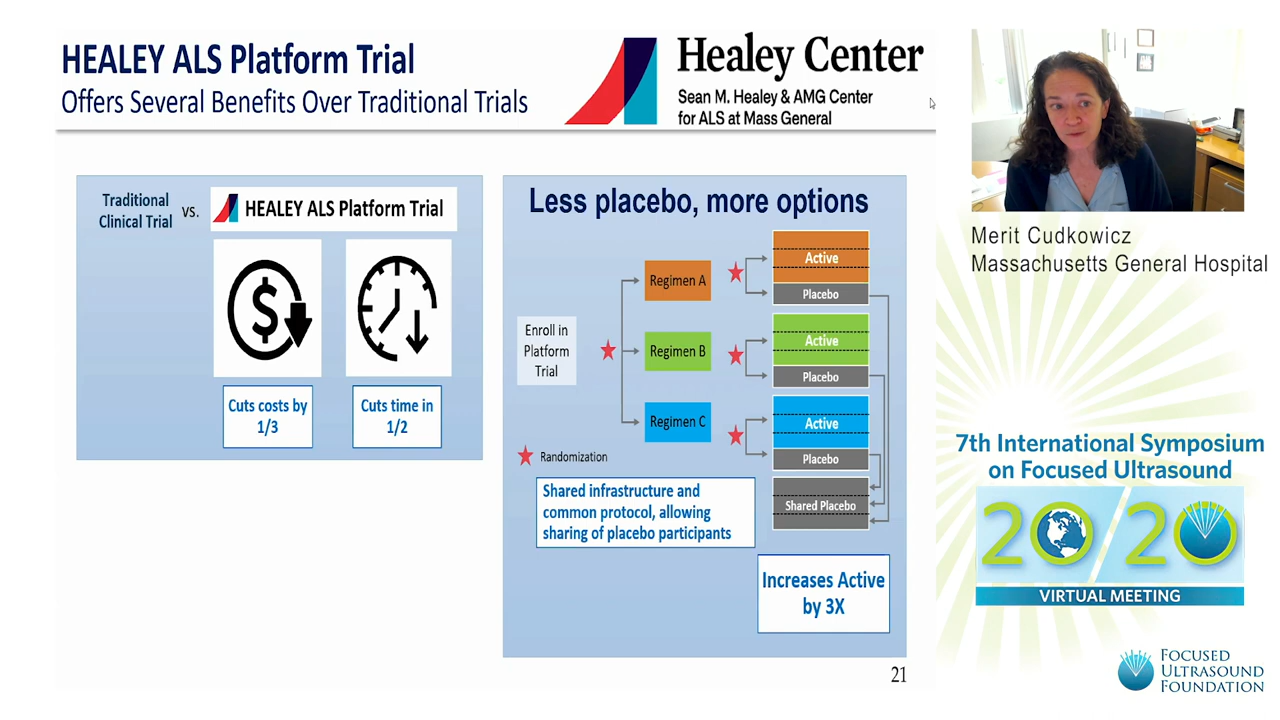 HEALEY ALS Platform Trial
Offers Several Benefits Over Traditional Trials
Healey Center
Sean M. Healey & AMG Center
for ALS at Mass General
Traditional
Clinical Trial
vs.
HEALEY ALS Platform Trial
$
Cuts costs by
1/3
Cuts time in
1/2
Less placebo, more options
Enroll in
Platform
Trial
Regimen A
Regimen B
Regimen C
Active
Placebo
Active
Placebo
Active
Placebo
Shared Placebo
Randomization
Shared infrastructure and
common protocol, allowing
sharing of placebo participants
Increases Active
by 3X
21
Merit Cudkowicz
Massachusetts General Hospital
7th International Symposium
on Focused Ultrasound
20/20
VIRTUAL MEETING
FOCUSED
ULTRASOUND
FOUNDATION